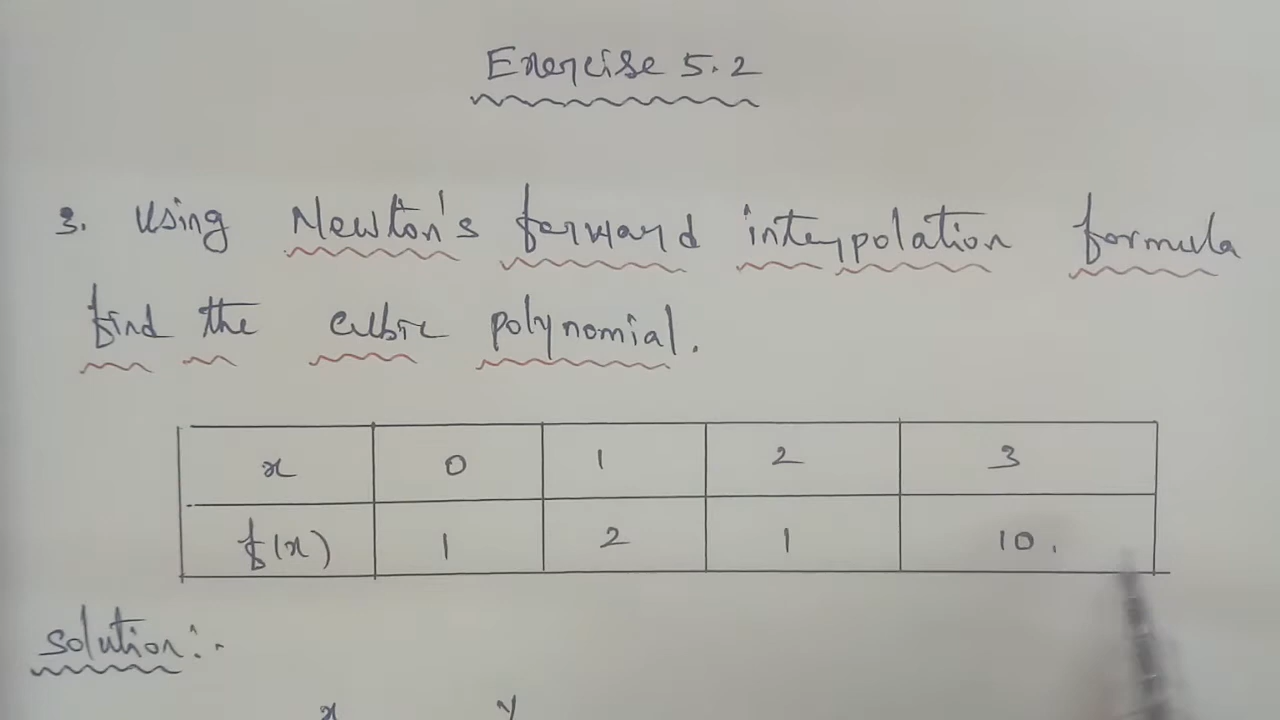 Exercise 5.2
3. Using Newton's forward interpolation formula
find the cubic polynomial.
x 0 1 2 3
f(x) 1 2 1 10.
Solution:-
x y